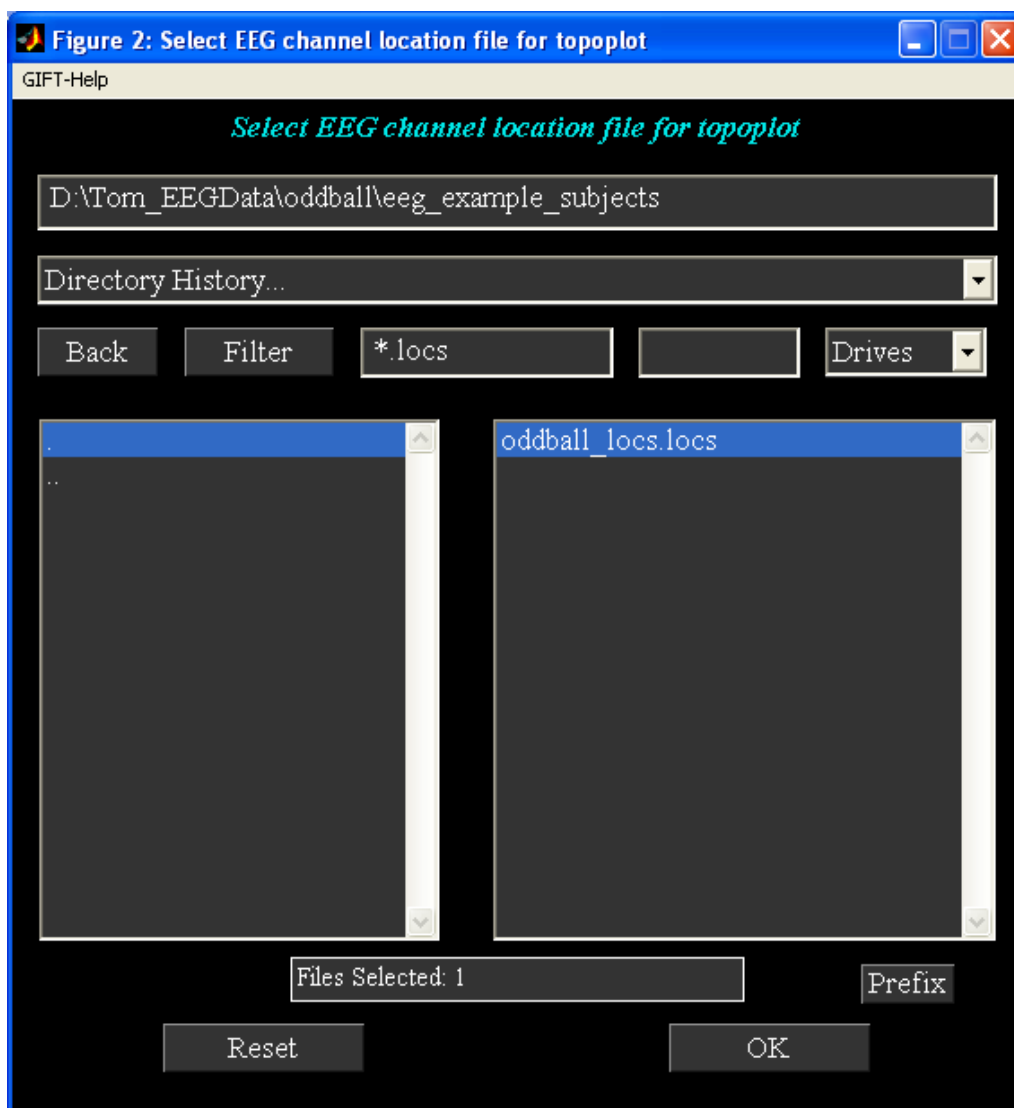 Figure 2: Select EEG channel location file for topoplot
GIFT-Help
Select EEG channel location file for topoplot
D:\Tom_EEGData\oddball\eeg_example_subjects
Directory History...
Back Filter *.locs Drives
. oddball_locs.locs
..
Files Selected: 1
Prefix
Reset OK